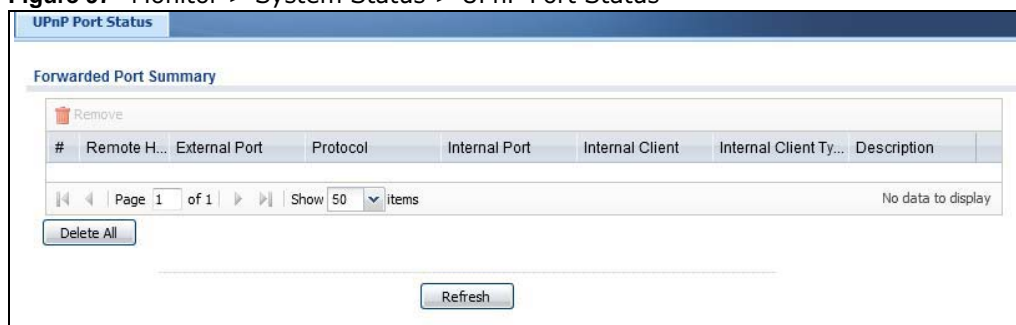 Monitor > System Status > UPnP Port Status
UPnP Port Status
Forwarded Port Summary
Remove
# Remote H... External Port Protocol Internal Port Internal Client Internal Client Ty... Description
Page 1 of 1 Show 50 items No data to display
Delete All
Refresh